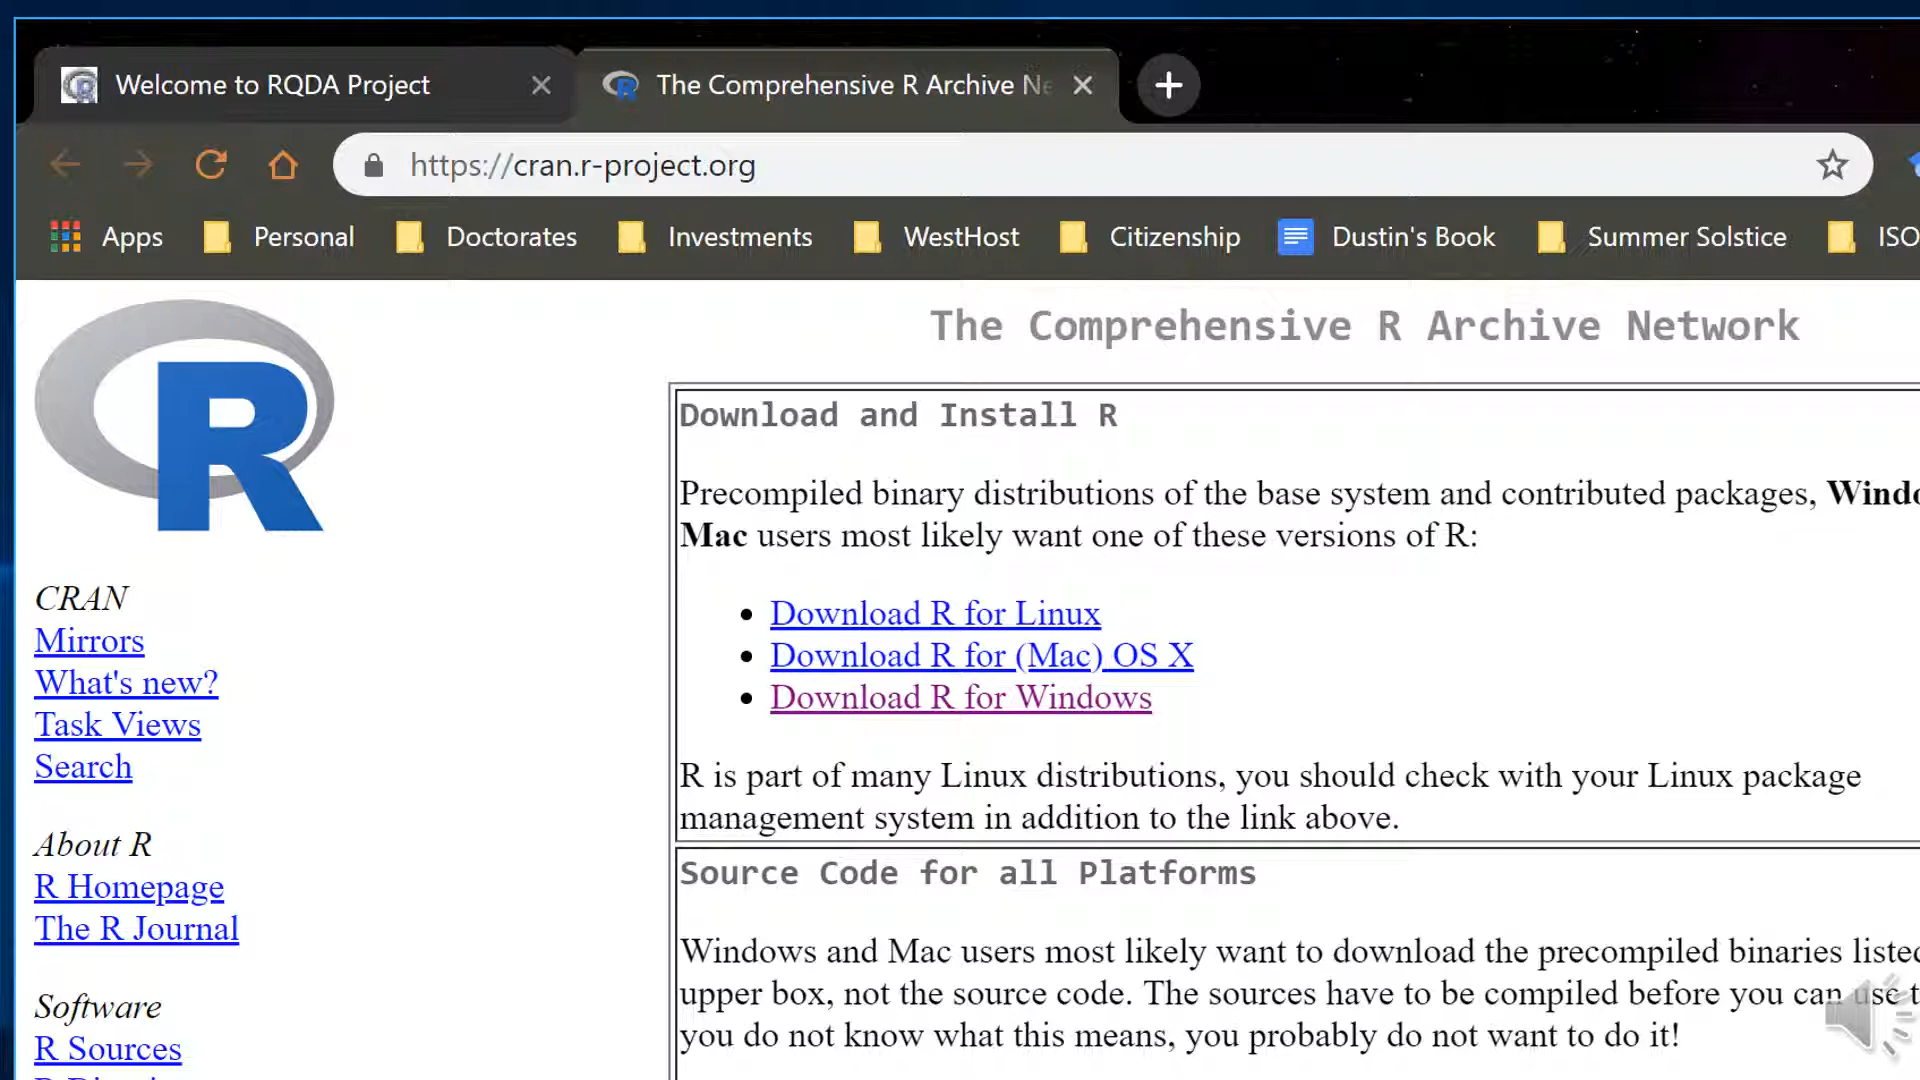 Welcome to RQDA Project
The Comprehensive R Archive Ne
https://cran.r-project.org
Apps
Personal
Doctorates
Investments
WestHost
Citizenship
Dustin's Book
Summer Solstice
ISO
R
The Comprehensive R Archive Network
Download and Install R
Precompiled binary distributions of the base system and contributed packages, Windo
Mac users most likely want one of these versions of R:
Download R for Linux
Download R for (Mac) OS X
Download R for Windows
R is part of many Linux distributions, you should check with your Linux package
management system in addition to the link above.
CRAN
Mirrors
What's new?
Task Views
Search
About R
R Homepage
The R Journal
Software
R Sources
Source Code for all Platforms
Windows and Mac users most likely want to download the precompiled binaries listed
upper box, not the source code. The sources have to be compiled before you can use t
you do not know what this means, you probably do not want to do it!